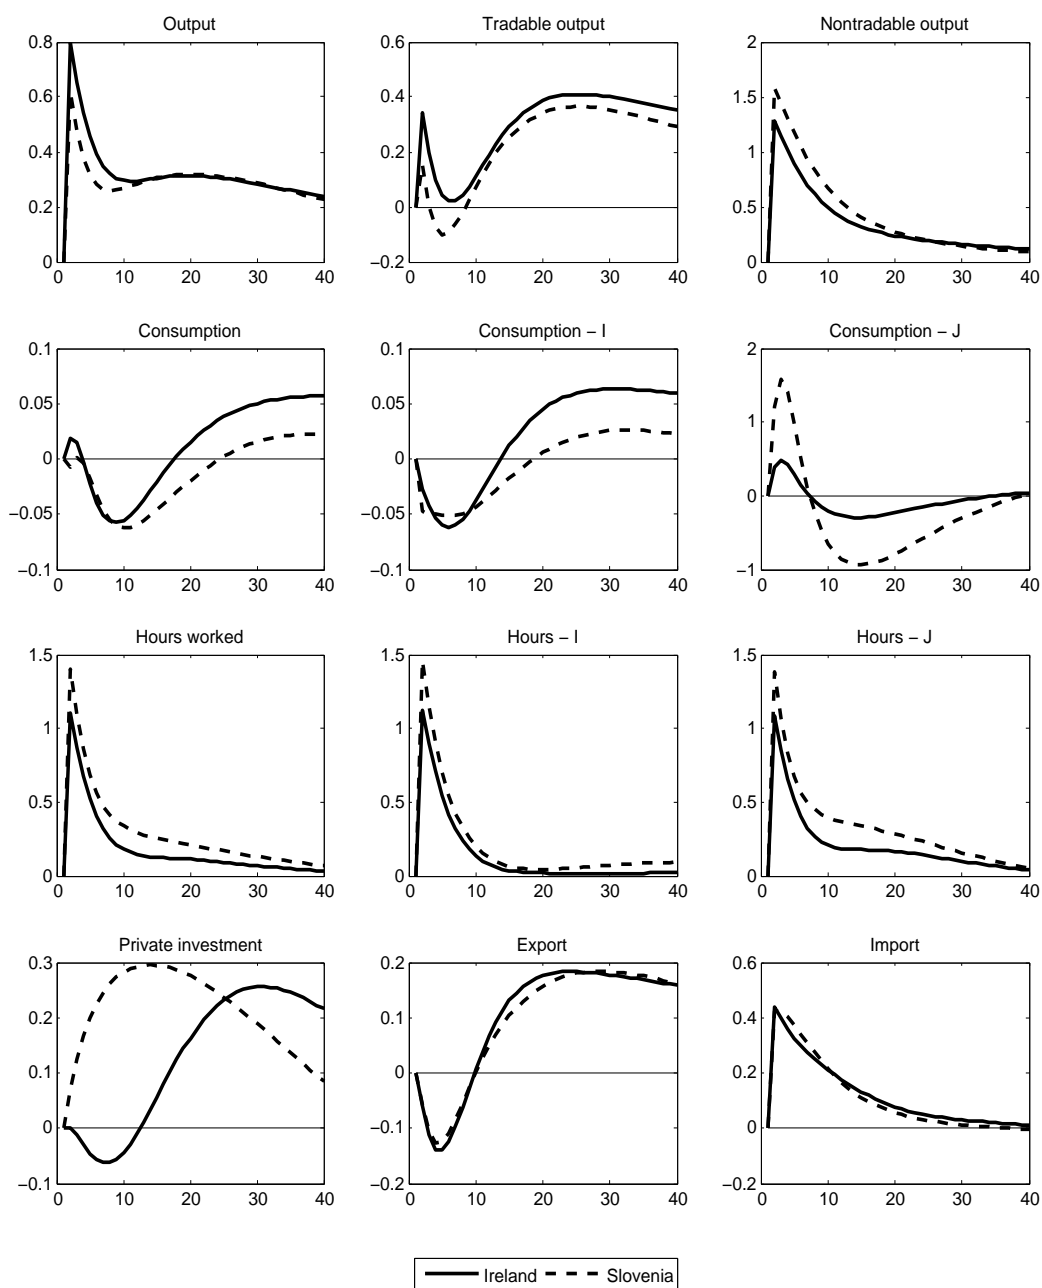 Output Tradable output Nontradable output
0.8 0.6 2
0.6 0.4 1.5
0.4 0.2 1
0.2 0 0.5
0 −0.2 0
0 10 20 30 40 0 10 20 30 40 0 10 20 30 40
Consumption Consumption − I Consumption − J
0.1 0.1 2
0.05 0.05 1
0 0 0
−0.05 −0.05
−0.1 −0.1 −1
0 10 20 30 40 0 10 20 30 40 0 10 20 30 40
Hours worked Hours − I Hours − J
1.5 1.5 1.5
1 1 1
0.5 0.5 0.5
0 0 0
0 10 20 30 40 0 10 20 30 40 0 10 20 30 40
Private investment Export Import
0.3 0.2 0.6
0.2 0.1 0.4
0.1 0 0.2
0 −0.1 0
−0.1 −0.2 −0.2
0 10 20 30 40 0 10 20 30 40 0 10 20 30 40
Ireland Slovenia